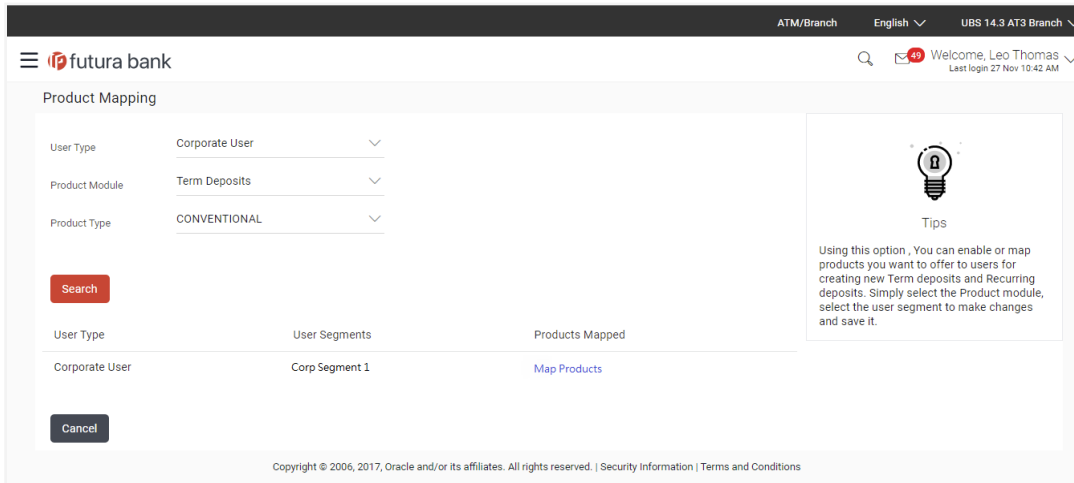 ATM/Branch English UBS 14.3 AT3 Branch
futura bank 49 Welcome, Leo Thomas
Last login 27 Nov 10:42 AM
Product Mapping
User Type Corporate User
Product Module Term Deposits
Product Type CONVENTIONAL
Search
Tips
Using this option , You can enable or map
products you want to offer to users for
creating new Term deposits and Recurring
deposits. Simply select the Product module,
select the user segment to make changes
and save it.
User Type User Segments Products Mapped
Corporate User Corp Segment 1 Map Products
Cancel
Copyright © 2006, 2017, Oracle and/or its affiliates. All rights reserved. | Security Information | Terms and Conditions